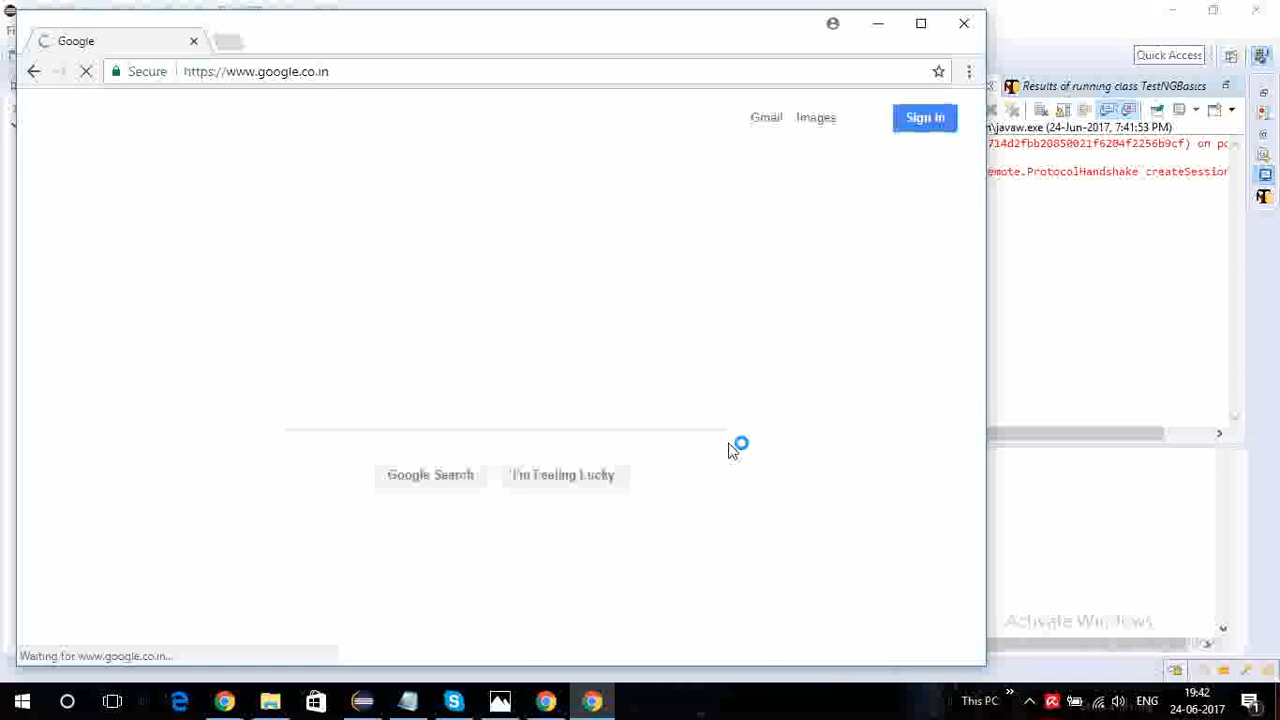 Google
Secure
https://www.google.co.in
Quick Access
Results of running class TestNGBasics
n\javaw.exe (24-Jun-2017, 7:41:53 PM)
714d2fbb20850021f6204f2256b9cf) on po
emote.ProtocolHandshake createSession
Gmail Images Sign in
Google Search I'm Feeling Lucky
Activate Windows
Waiting for www.google.co.in...
This PC
ENG
19:42
24-06-2017